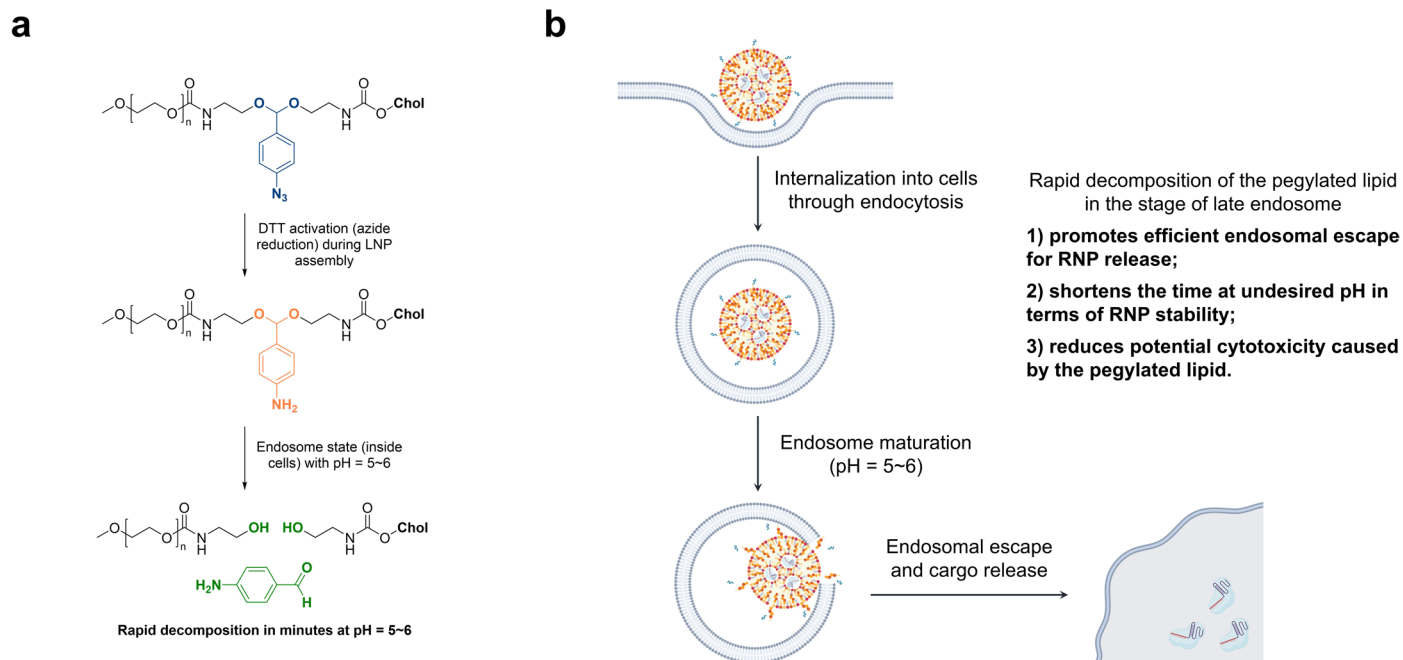 a
O
O
n
O
N
H
O
O
N
H
O
O
Chol
N3
DTT activation (azide
reduction) during LNP
assembly
O
O
n
O
N
H
O
O
N
H
O
O
Chol
NH2
Endosome state (inside
cells) with pH = 5~6
O
O
n
O
N
H
OH
HO
N
H
O
O
Chol
H2N
O
H
Rapid decomposition in minutes at pH = 5~6
b
Internalization into cells
through endocytosis
Endosome maturation
(pH = 5~6)
Endosomal escape
and cargo release
Rapid decomposition of the pegylated lipid
in the stage of late endosome
1) promotes efficient endosomal escape
for RNP release;
2) shortens the time at undesired pH in
terms of RNP stability;
3) reduces potential cytotoxicity caused
by the pegylated lipid.